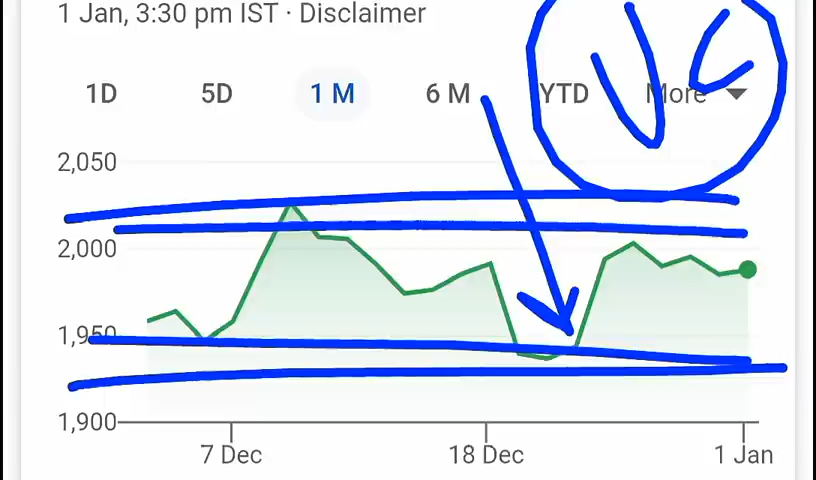 1 Jan, 3:30 pm IST · Disclaimer
1D 5D 1 M 6 M YTD More
2,050
2,000
1,950
1,900
7 Dec 18 Dec 1 Jan